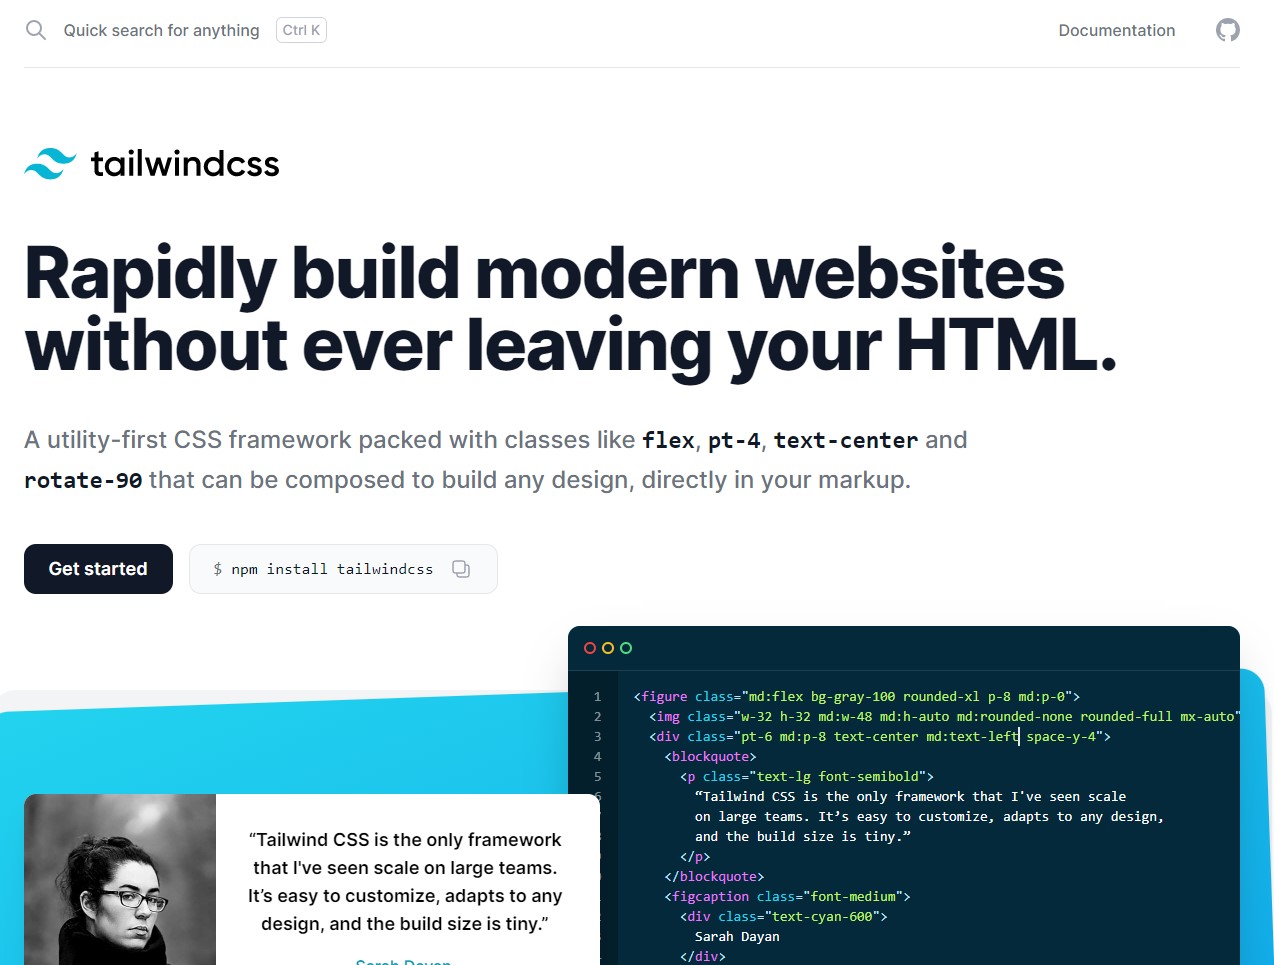 Quick search for anything Ctrl K Documentation
tailwindcss
Rapidly build modern websites
without ever leaving your HTML.
A utility-first CSS framework packed with classes like flex, pt-4, text-center and
rotate-90 that can be composed to build any design, directly in your markup.
Get started
$ npm install tailwindcss
1 <figure class="md:flex bg-gray-100 rounded-xl p-8 md:p-0">
2 <img class="w-32 h-32 md:w-48 md:h-auto md:rounded-none rounded-full mx-auto"
3 <div class="pt-6 md:p-8 text-center md:text-left space-y-4">
4 <blockquote>
5 <p class="text-lg font-semibold">
6 “Tailwind CSS is the only framework that I've seen scale
on large teams. It’s easy to customize, adapts to any design,
and the build size is tiny.”
</p>
</blockquote>
<figcaption class="font-medium">
<div class="text-cyan-600">
Sarah Dayan
</div>
“Tailwind CSS is the only framework
that I've seen scale on large teams.
It’s easy to customize, adapts to any
design, and the build size is tiny.”
Sarah Dayan